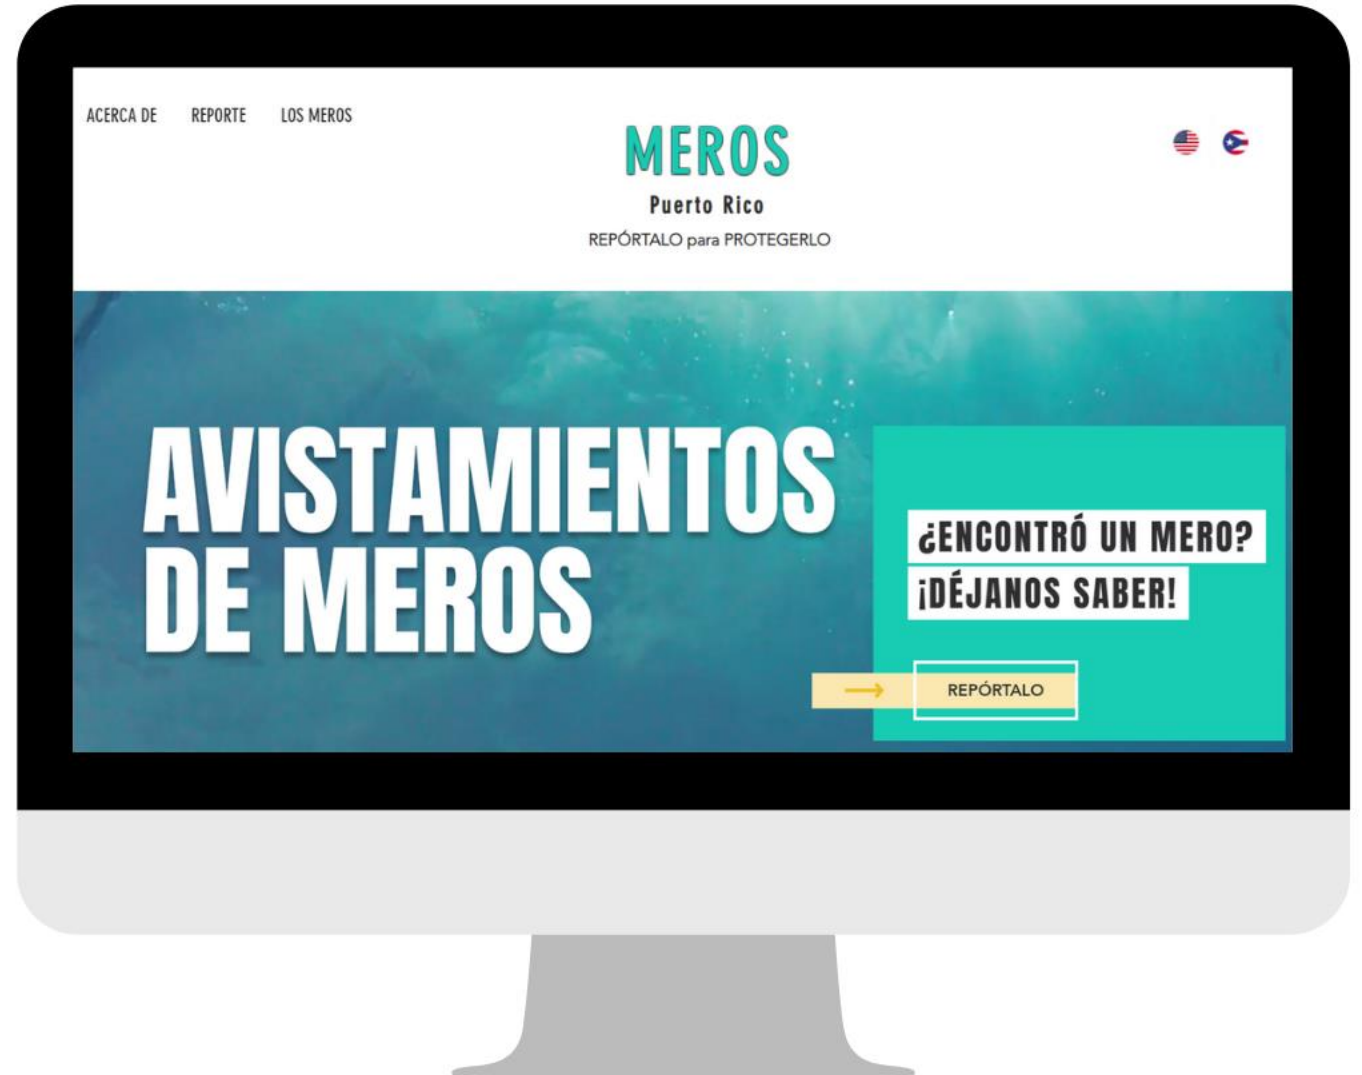 ACERCA DE REPORTE LOS MEROS
MEROS
Puerto Rico
REPÓRTALO para PROTEGERLO
AVISTAMIENTOS
DE MEROS
¿ENCONTRÓ UN MERO?
¡DÉJANOS SABER!
REPÓRTALO